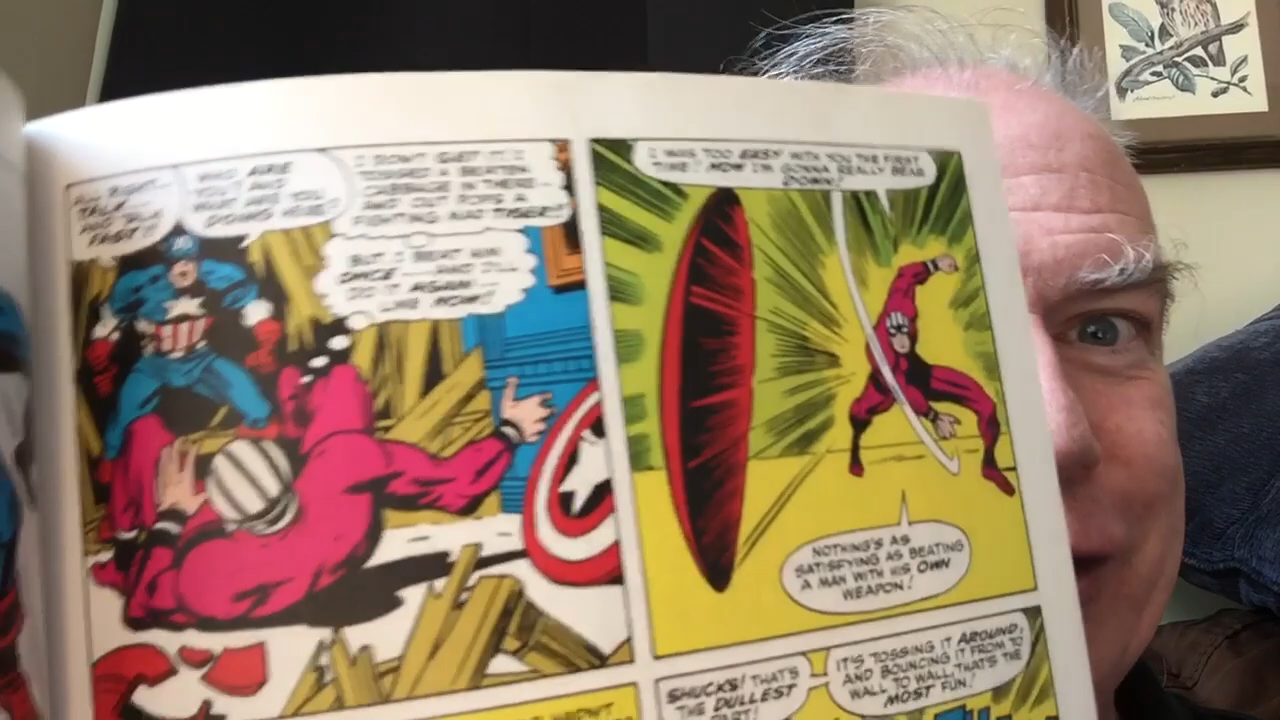 ALL RIGHT--
TALK--
AND TALK
FAST!!
WHO ARE
YOU? AND
WHAT ARE YOU
DOING HERE?
I DON'T GET IT! I
TOSSED A BEATEN
CABBAGE IN THERE--
AND OUT POPS A
FIGHTING MAD TIGER!!
BUT I BEAT HIM
ONCE-- AND I'LL
DO IT AGAIN--
LIKE NOW!
I WAS TOO EASY WITH YOU THE FIRST
TIME! NOW I'M GONNA REALLY BEAR
DOWN!
NOTHING'S AS
SATISFYING AS BEATING
A MAN WITH HIS OWN
WEAPON!
SHUCKS! THAT'S
THE DULLEST
PART!
IT'S TOSSING IT AROUND,
AND BOUNCING IT FROM
WALL TO WALL, THAT'S THE
MOST FUN!